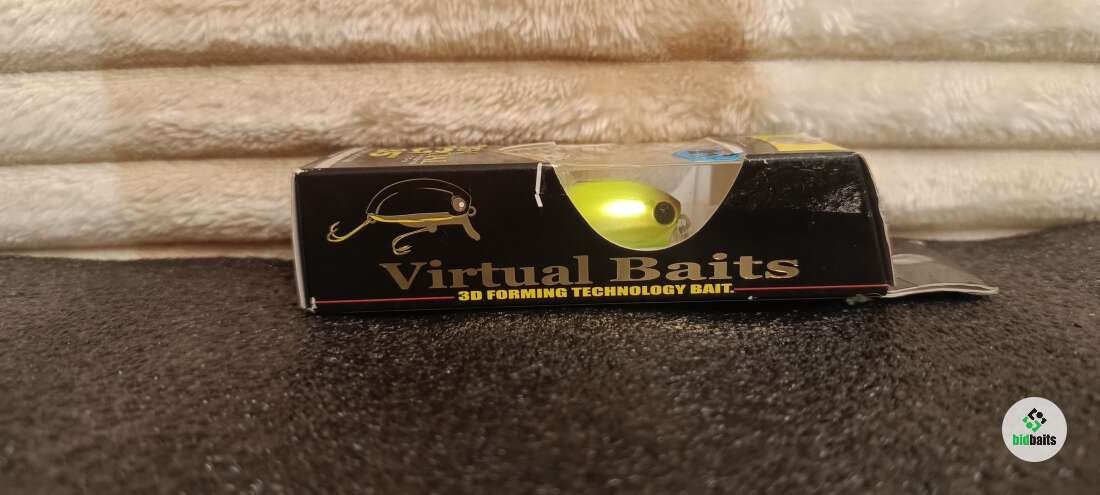 Virtual Baits
3D FORMING TECHNOLOGY BAIT.
bidbaits